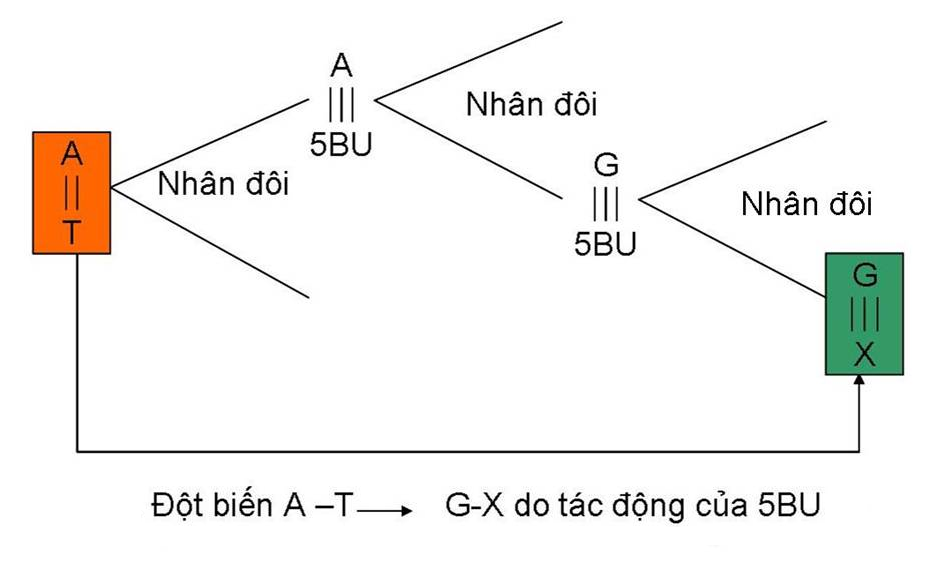 A
5BU
Nhân đôi
A
T
Nhân đôi
G
5BU
Nhân đôi
G
X
Đột biến A –T → G-X do tác động của 5BU